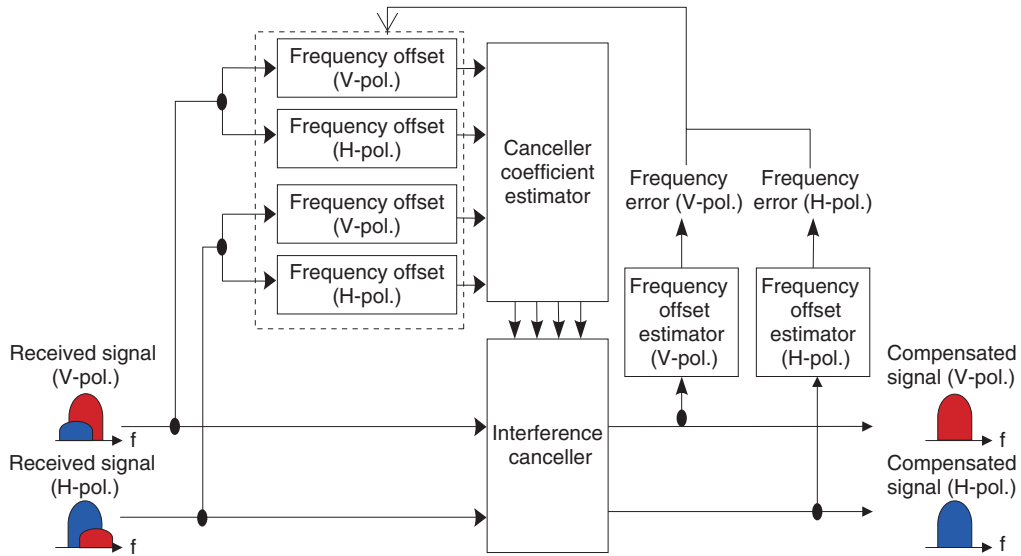 Frequency offset
(V-pol.)
Frequency offset
(H-pol.)
Frequency offset
(V-pol.)
Frequency offset
(H-pol.)
Canceller
coefficient
estimator
Frequency
error (V-pol.)
Frequency
error (H-pol.)
Frequency
offset
estimator
(V-pol.)
Frequency
offset
estimator
(H-pol.)
Received signal
(V-pol.)
f
Received signal
(H-pol.)
f
Interference
canceller
Compensated
signal (V-pol.)
f
Compensated
signal (H-pol.)
f